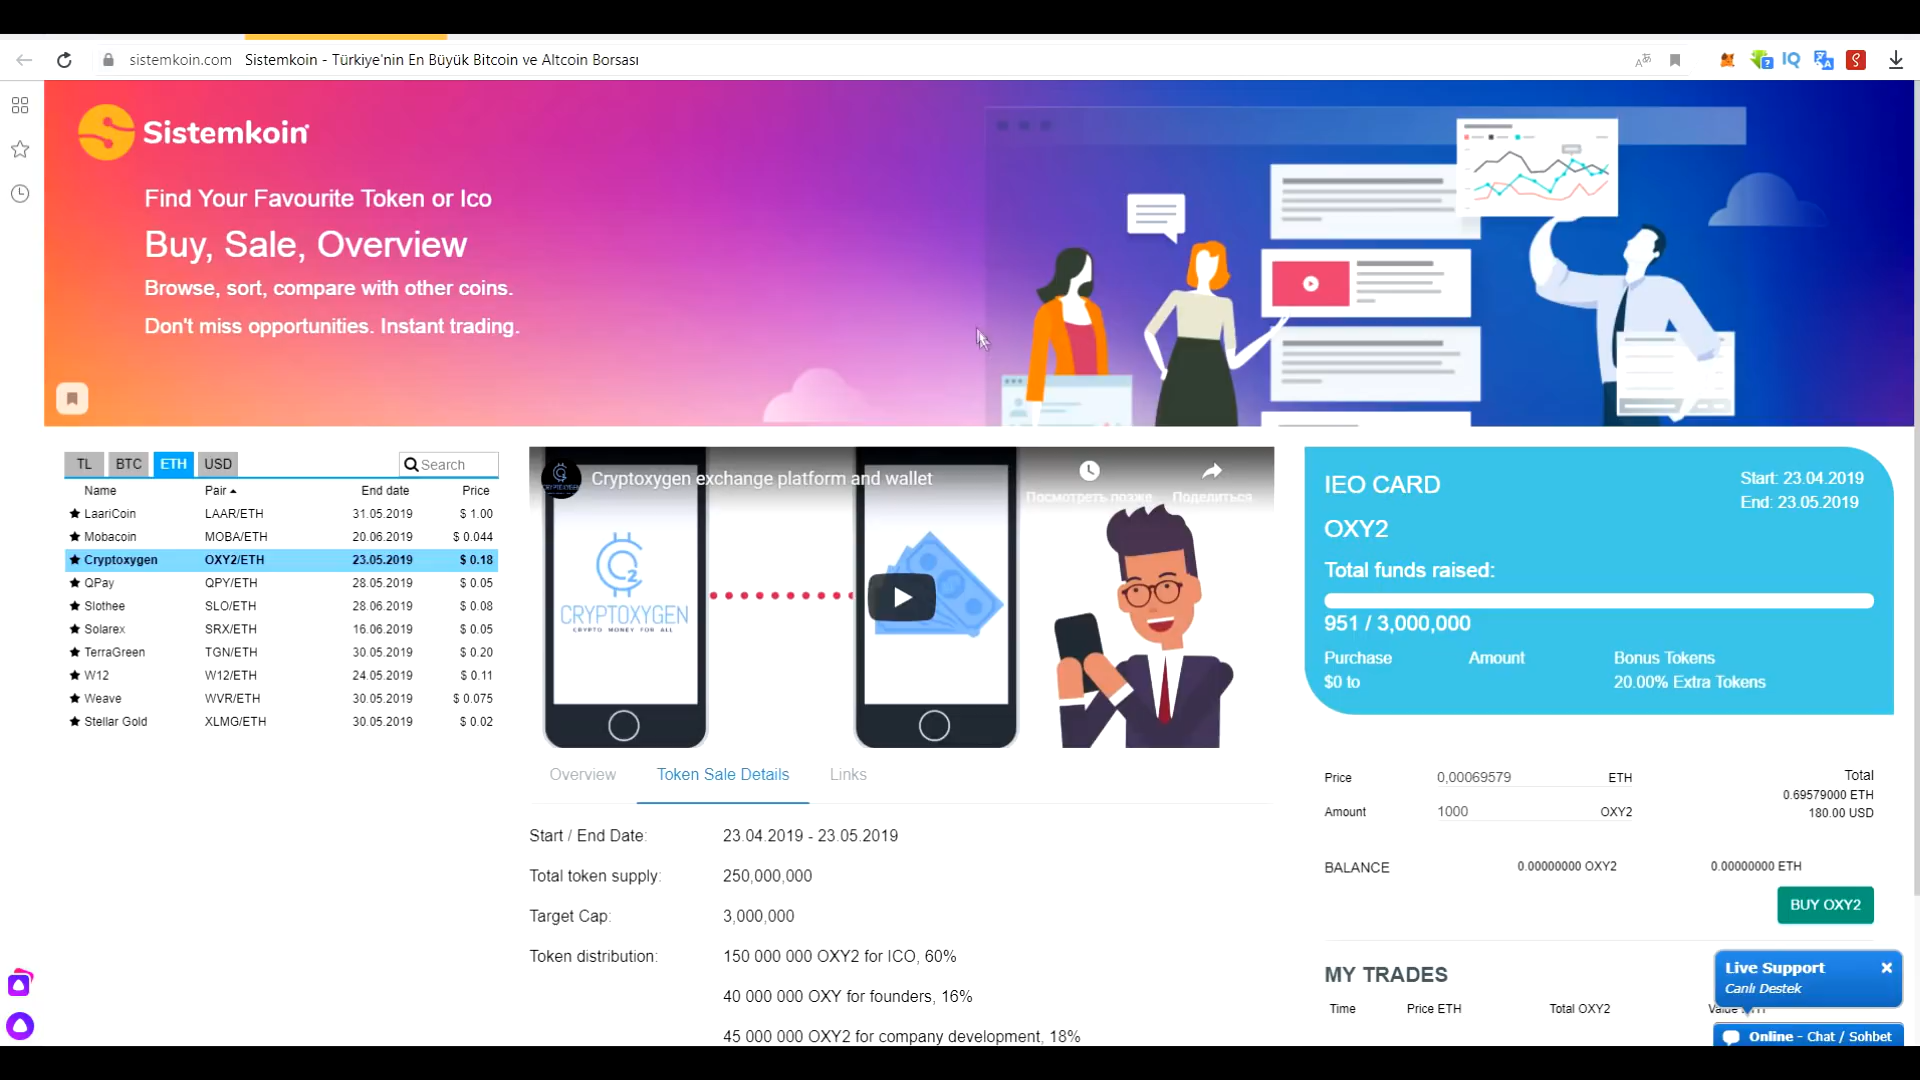 sistemkoin.com Sistemkoin - Türkiye'nin En Büyük Bitcoin ve Altcoin Borsası
IQ
Sistemkoin
Find Your Favourite Token or Ico
Buy, Sale, Overview
Browse, sort, compare with other coins.
Don't miss opportunities. Instant trading.
TL BTC ETH USD Search
Name Pair End date Price
LaariCoin LAAR/ETH 31.05.2019 $ 1.00
Mobacoin MOBA/ETH 20.06.2019 $ 0.044
Cryptoxygen OXY2/ETH 23.05.2019 $ 0.18
QPay QPY/ETH 28.05.2019 $ 0.05
Slothee SLO/ETH 28.06.2019 $ 0.08
Solarex SRX/ETH 16.06.2019 $ 0.05
TerraGreen TGN/ETH 30.05.2019 $ 0.20
W12 W12/ETH 24.05.2019 $ 0.11
Weave WVR/ETH 30.05.2019 $ 0.075
Stellar Gold XLMG/ETH 30.05.2019 $ 0.02
Cryptoxygen exchange platform and wallet
Посмотреть позже Поделиться
CRYPTOXYGEN
CRYPTO MONEY FOR ALL
Overview Token Sale Details Links
Start / End Date: 23.04.2019 - 23.05.2019
Total token supply: 250,000,000
Target Cap: 3,000,000
Token distribution: 150 000 000 OXY2 for ICO, 60%
40 000 000 OXY for founders, 16%
45 000 000 OXY2 for company development, 18%
IEO CARD
Start: 23.04.2019
End: 23.05.2019
OXY2
Total funds raised:
951 / 3,000,000
Purchase Amount Bonus Tokens
$0 to 20.00% Extra Tokens
Price 0,00069579 ETH
Amount 1000 OXY2
Total
0.69579000 ETH
180.00 USD
BALANCE 0.00000000 OXY2 0.00000000 ETH
BUY OXY2
MY TRADES
Time Price ETH Total OXY2
Live Support
Canlı Destek
Online - Chat / Sohbet